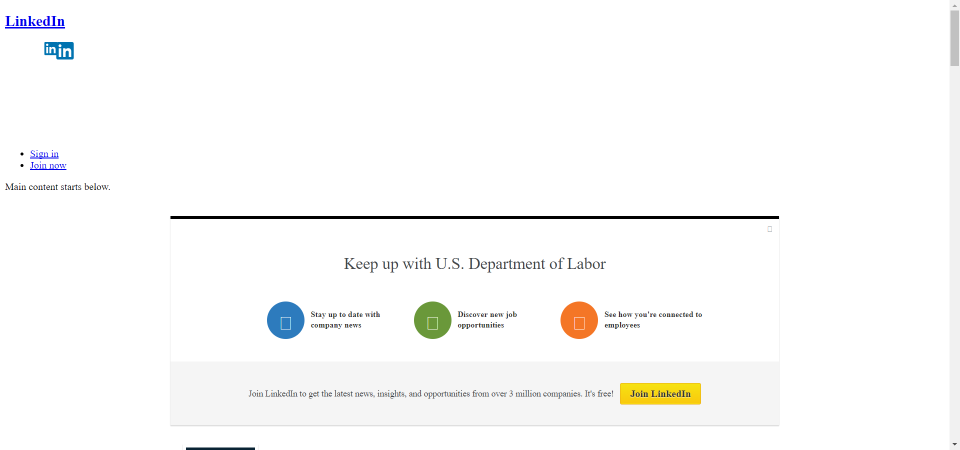 LinkedIn
in in
Sign in
Join now
Main content starts below.
Keep up with U.S. Department of Labor
Stay up to date with
company news
Discover new job
opportunities
See how you're connected to
employees
Join LinkedIn to get the latest news, insights, and opportunities from over 3 million companies. It's free!
Join LinkedIn